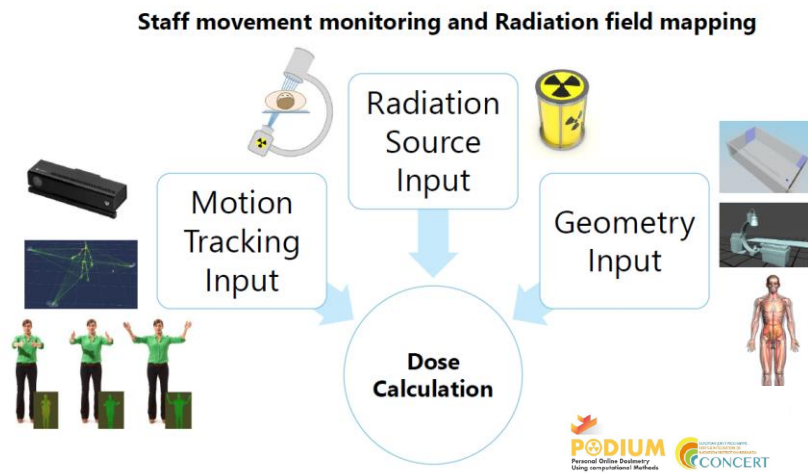 Staff movement monitoring and Radiation field mapping
Radiation
Source
Input
Motion
Tracking
Input
Geometry
Input
Dose
Calculation
PODIUM
Personal Online Dosimetry
Using computational Methods
CONCERT